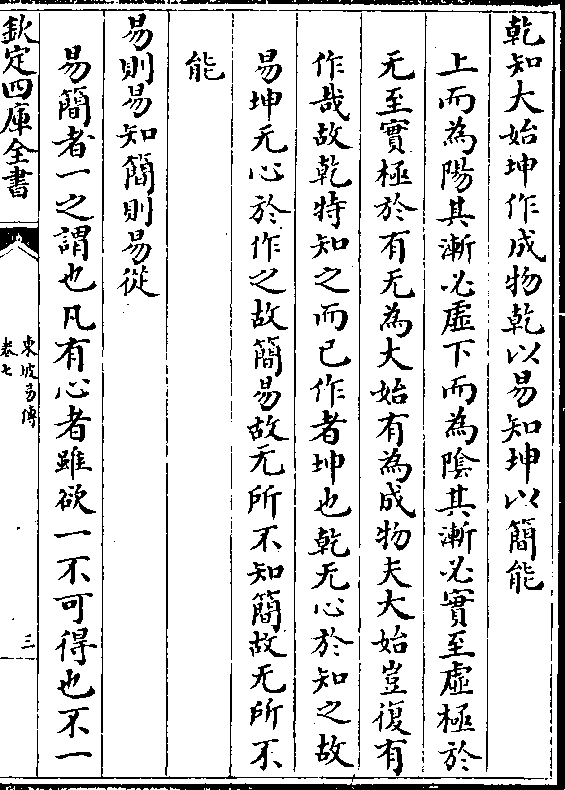 乾知大始坤作成物乾以易知坤以簡能
上而為陽其漸必虛下而為陰其漸必實至虛極於
无至實極於有无為大始有為成物夫大始豈復有
作哉故乾特知之而已作者坤也乾无心於知之故
易坤无心於作之故簡易故无所不知簡故无所不
能
易則易知簡則易從
易簡者一之謂也凡有心者雖欲一不可得也不一
欽定四庫全書
東坡易傳
卷七
三